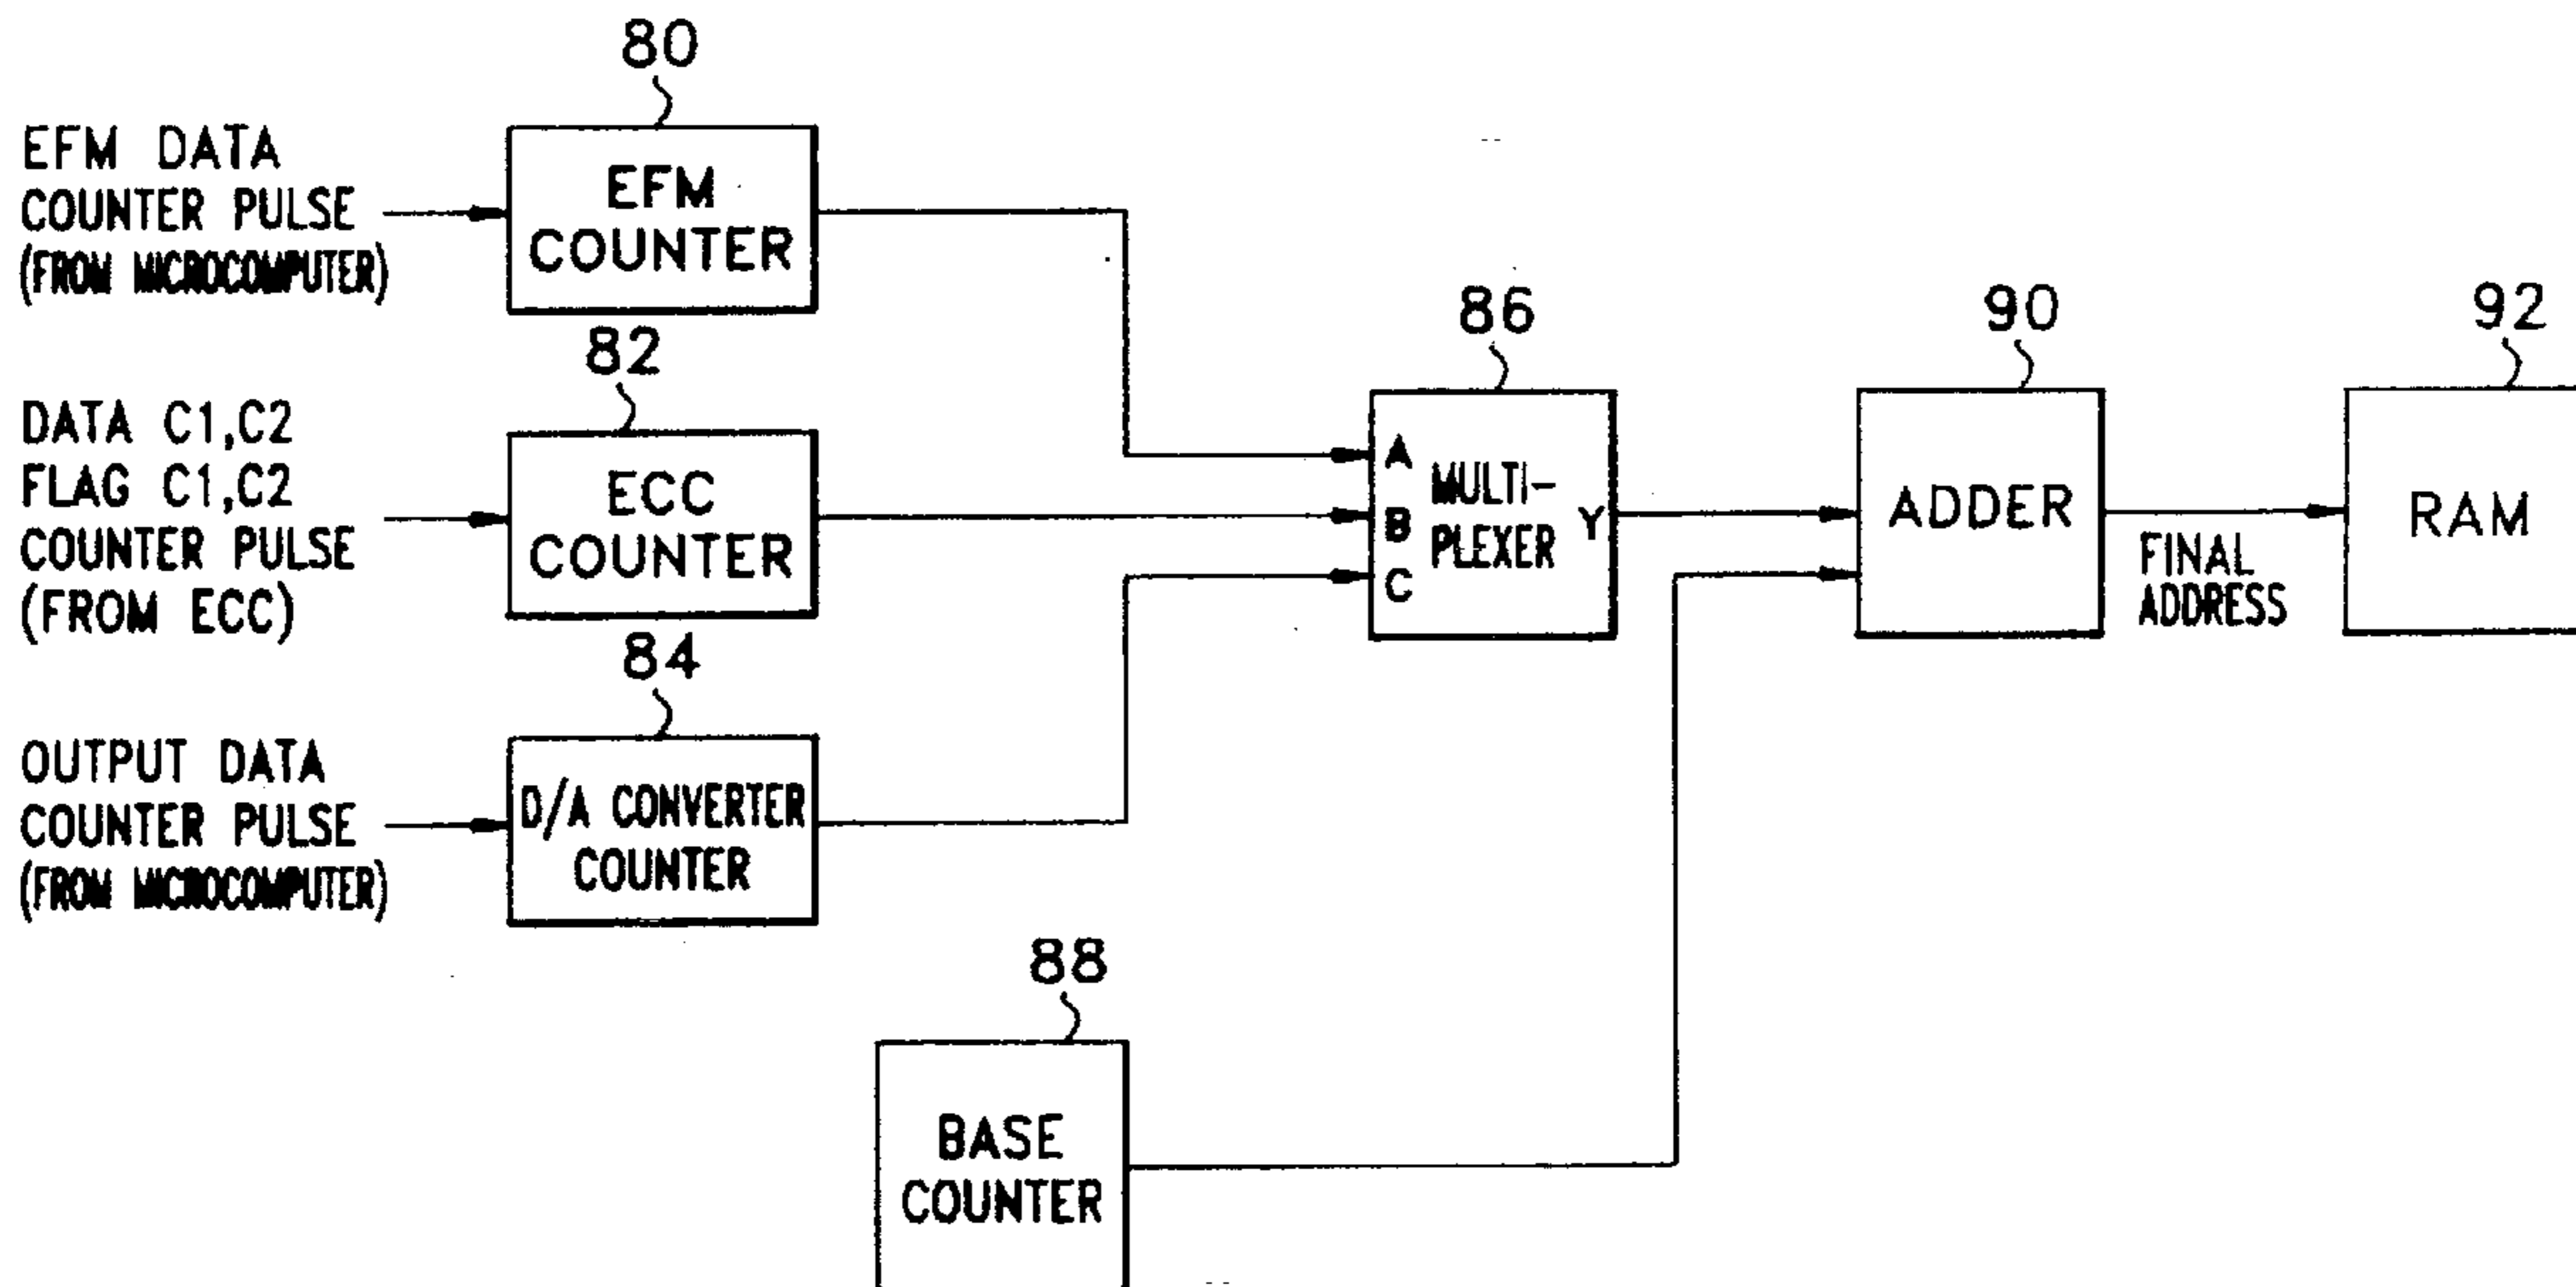 80
EFM DATA
COUNTER PULSE
(FROM MICROCOMPUTER)
EFM
COUNTER
82
DATA C1,C2
FLAG C1,C2
COUNTER PULSE
(FROM ECC)
ECC
COUNTER
84
OUTPUT DATA
COUNTER PULSE
(FROM MICROCOMPUTER)
D/A CONVERTER
COUNTER
86
A
B
C
MULTI-
PLEXER
Y
88
BASE
COUNTER
90
ADDER
FINAL
ADDRESS
92
RAM